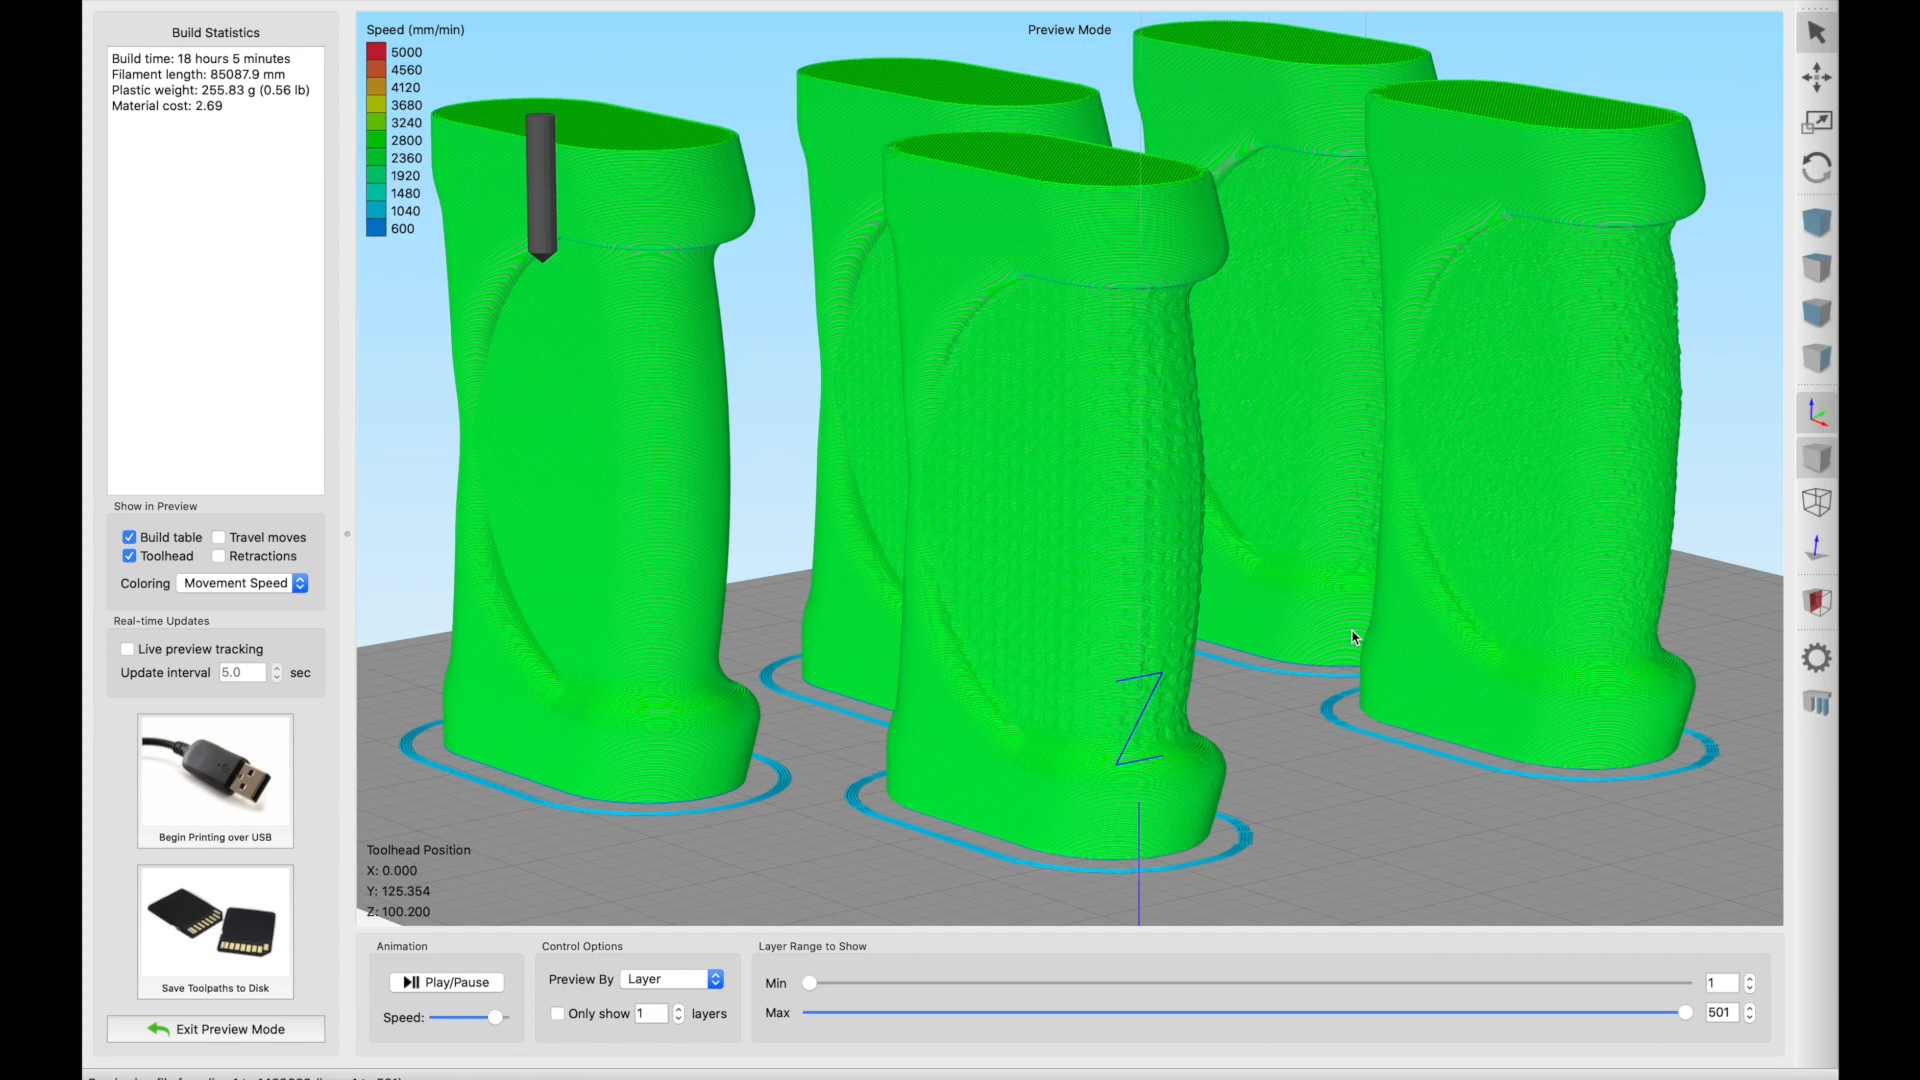 Build Statistics
Build time: 18 hours 5 minutes
Filament length: 85087.9 mm
Plastic weight: 255.83 g (0.56 lb)
Material cost: 2.69
Show in Preview
Build table
Travel moves
Toolhead
Retractions
Coloring
Movement Speed
Real-time Updates
Live preview tracking
Update interval
5.0
sec
Begin Printing over USB
Save Toolpaths to Disk
Exit Preview Mode
Speed (mm/min)
5000
4560
4120
3680
3240
2800
2360
1920
1480
1040
600
Preview Mode
Toolhead Position
X: 0.000
Y: 125.354
Z: 100.200
Animation
Play/Pause
Speed:
Control Options
Preview By
Layer
Only show
1
layers
Layer Range to Show
Min
1
Max
501